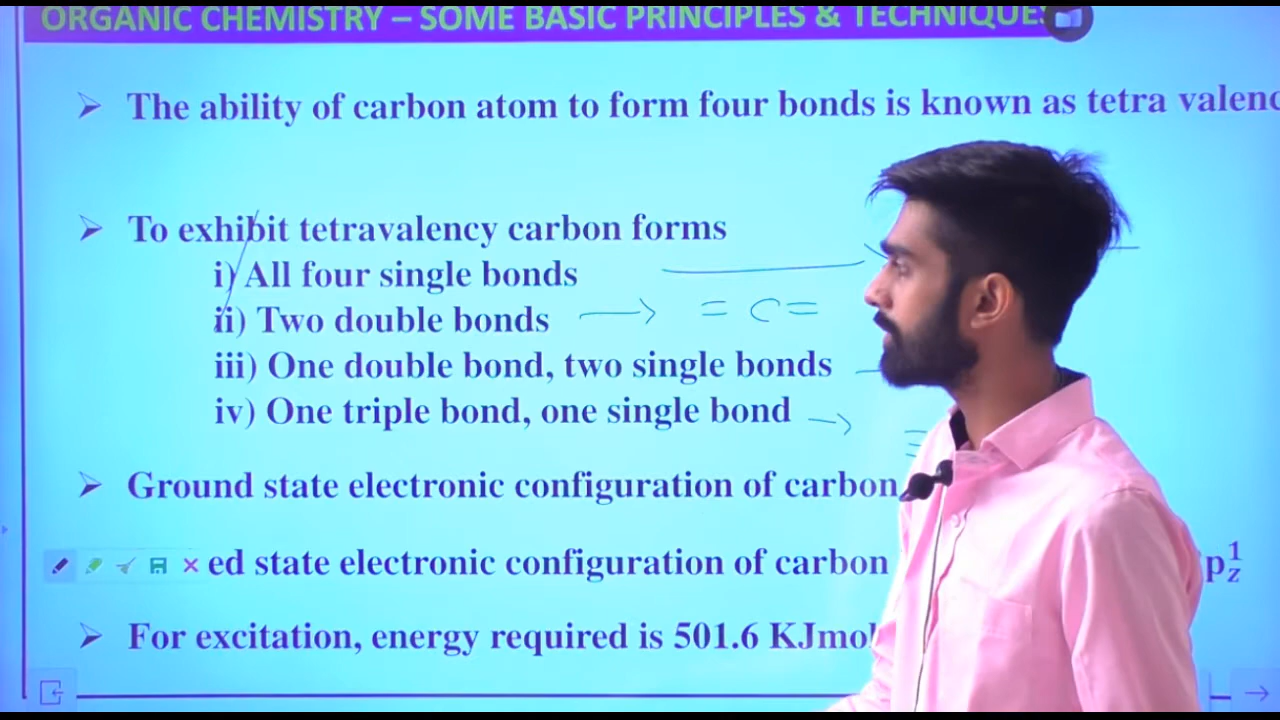 ORGANIC CHEMISTRY – SOME BASIC PRINCIPLES & TECHNIQUES
➢ The ability of carbon atom to form four bonds is known as tetra valenc
➢ To exhibit tetravalency carbon forms
i) All four single bonds
ii) Two double bonds → = C =
iii) One double bond, two single bonds
iv) One triple bond, one single bond → ≡
➢ Ground state electronic configuration of carbon
ed state electronic configuration of carbon p_z^1
➢ For excitation, energy required is 501.6 KJmol